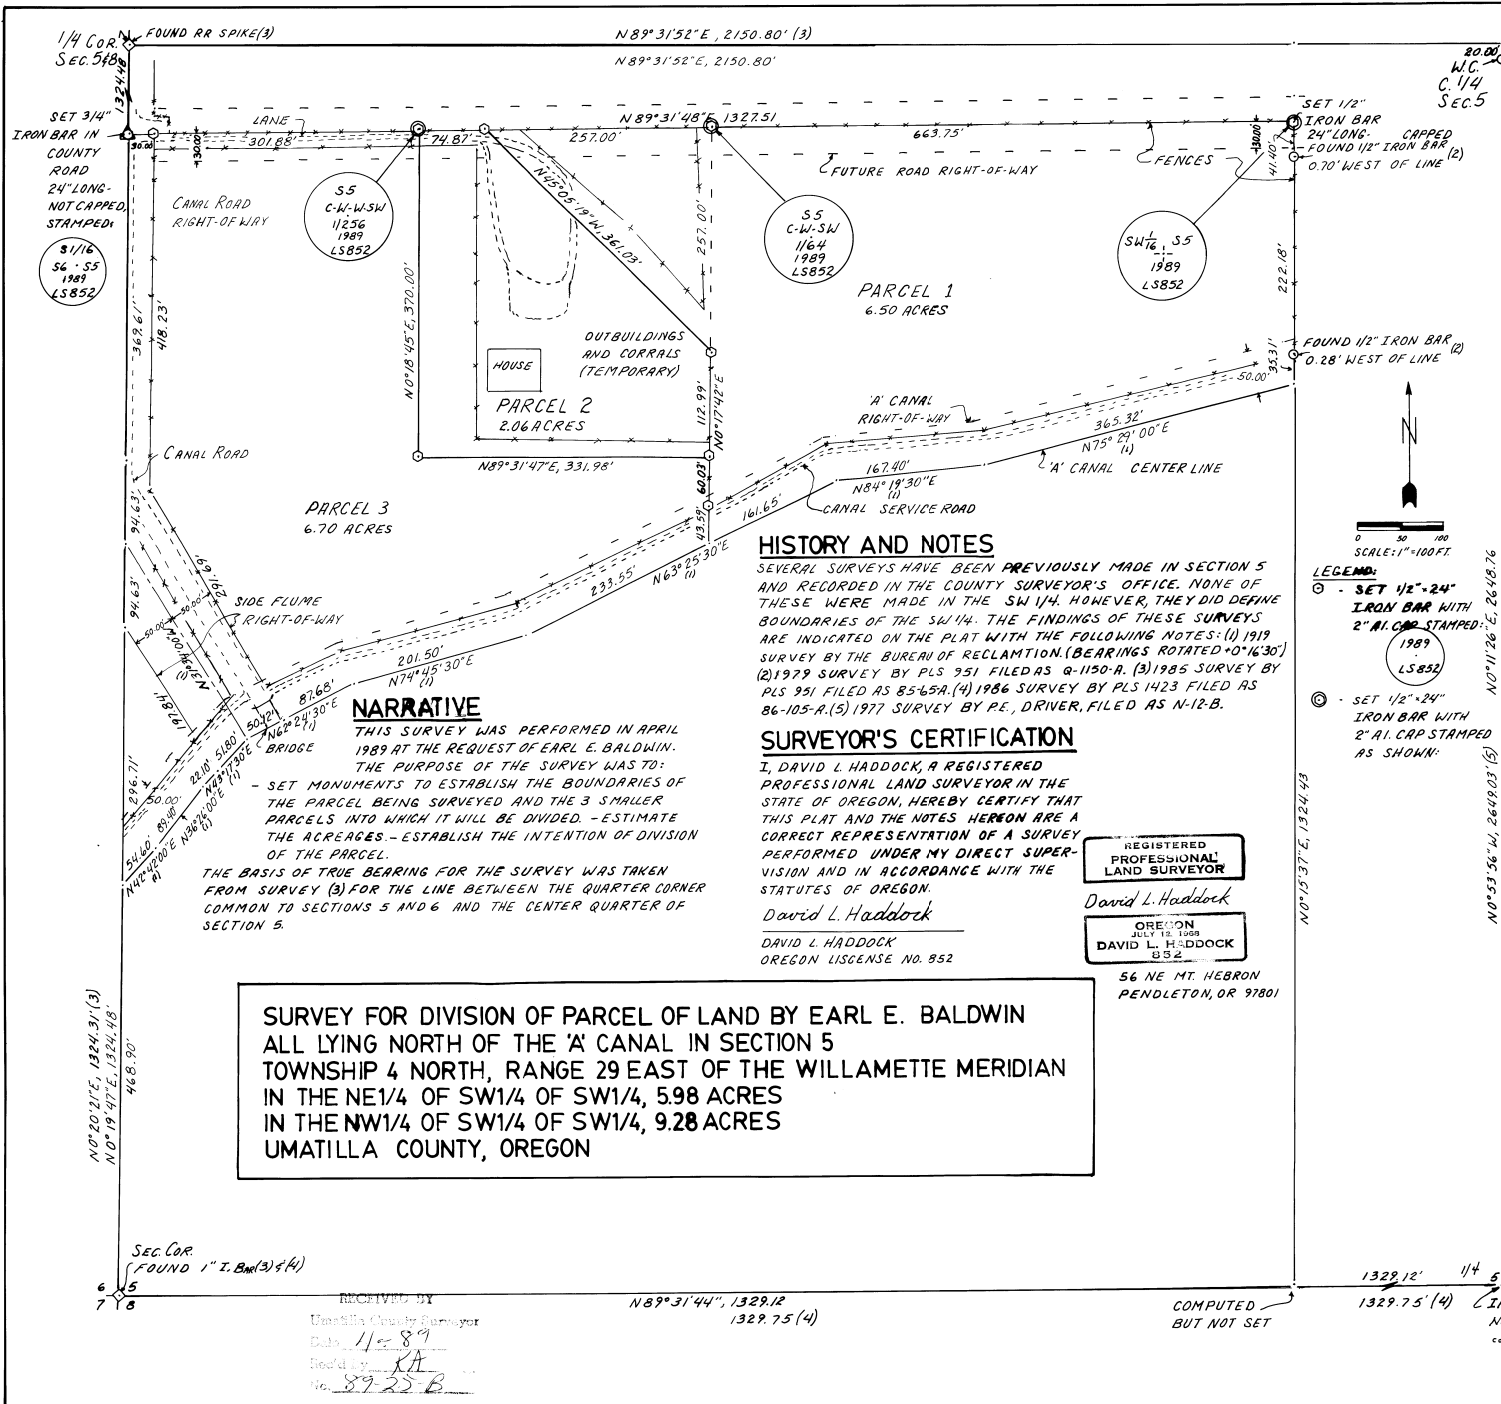 1/4 COR.
SEC. 5&8
FOUND RR SPIKE(3)
N89°31'52"E, 2150.80' (3)
N89°31'52"E, 2150.80'
20.00'
W.C.
C. 1/4
SEC.5
1324.48
SET 3/4"
IRON BAR IN
COUNTY
ROAD
24" LONG-
NOT CAPPED,
STAMPED:
S1/16
S6 · S5
1989
LS852
LANE
30.00
301.88'
30.00'
74.87'
257.00'
N89°31'48"E 1327.51
663.75'
SET 1/2"
IRON BAR
24" LONG- CAPPED
FOUND 1/2" IRON BAR
0.70' WEST OF LINE (2)
30.00'
41.40'
FENCES
FUTURE ROAD RIGHT-OF-WAY
CANAL ROAD
RIGHT-OF-WAY
S5
C-W-W-SW
1/256
1989
LS852
N45°05'19"W, 361.03'
257.00'
S5
C-W-SW
1/64
1989
LS852
SW 1/16 S5
1989
LS852
222.18'
PARCEL 1
6.50 ACRES
369.61'
418.23'
N0°18'45"E, 370.00'
OUTBUILDINGS
AND CORRALS
(TEMPORARY)
HOUSE
PARCEL 2
2.06 ACRES
112.99'
N0°17'42"E
FOUND 1/2" IRON BAR
0.28' WEST OF LINE (2)
35.31'
50.00'
'A' CANAL
RIGHT-OF-WAY
365.32'
N75°29'00"E
(1)
'A' CANAL CENTER LINE
N
CANAL ROAD
N89°31'47"E, 331.98'
60.03'
167.40'
N84°19'30"E
(1)
CANAL SERVICE ROAD
PARCEL 3
6.70 ACRES
43.59'
161.65'
N63°25'30"E
(1)
233.55'
94.63'
94.63'
291.69'
50.00'
50.00'
SIDE FLUME
RIGHT-OF-WAY
N31°34'00"W
(1)
197.84'
201.50'
N74°45'30"E
(1)
87.68'
N62°24'30"E
(1)
50.42'
BRIDGE
51.80'
22.10'
N43°17'30"E
(1)
296.71'
50.00'
89.40'
N36°26'00"E
(1)
54.60'
N42°42'00"E
(1)
0 50 100
SCALE: 1"=100 FT.
LEGEND:
- SET 1/2"×24"
IRON BAR WITH
2" Al. CAP STAMPED:
1989
LS852
- SET 1/2"×24"
IRON BAR WITH
2" Al. CAP STAMPED
AS SHOWN:
N0°11'26"E, 2648.76
N0°53'56"W, 2649.03'(5)
HISTORY AND NOTES
SEVERAL SURVEYS HAVE BEEN PREVIOUSLY MADE IN SECTION 5
AND RECORDED IN THE COUNTY SURVEYOR'S OFFICE. NONE OF
THESE WERE MADE IN THE SW 1/4. HOWEVER, THEY DID DEFINE
BOUNDARIES OF THE SW 1/4. THE FINDINGS OF THESE SURVEYS
ARE INDICATED ON THE PLAT WITH THE FOLLOWING NOTES: (1) 1919
SURVEY BY THE BUREAU OF RECLAMTION. (BEARINGS ROTATED +0°16'30")
(2) 1979 SURVEY BY PLS 951 FILED AS Q-1150-A. (3) 1985 SURVEY BY
PLS 951 FILED AS 85-65A. (4) 1986 SURVEY BY PLS 1423 FILED AS
86-105-A. (5) 1977 SURVEY BY P.E., DRIVER, FILED AS N-12-B.
NARRATIVE
THIS SURVEY WAS PERFORMED IN APRIL
1989 AT THE REQUEST OF EARL E. BALDWIN.
THE PURPOSE OF THE SURVEY WAS TO:
- SET MONUMENTS TO ESTABLISH THE BOUNDARIES OF
THE PARCEL BEING SURVEYED AND THE 3 SMALLER
PARCELS INTO WHICH IT WILL BE DIVIDED. - ESTIMATE
THE ACREAGES. - ESTABLISH THE INTENTION OF DIVISION
OF THE PARCEL.
THE BASIS OF TRUE BEARING FOR THE SURVEY WAS TAKEN
FROM SURVEY (3) FOR THE LINE BETWEEN THE QUARTER CORNER
COMMON TO SECTIONS 5 AND 6 AND THE CENTER QUARTER OF
SECTION 5.
SURVEYOR'S CERTIFICATION
I, DAVID L. HADDOCK, A REGISTERED
PROFESSIONAL LAND SURVEYOR IN THE
STATE OF OREGON, HEREBY CERTIFY THAT
THIS PLAT AND THE NOTES HEREON ARE A
CORRECT REPRESENTATION OF A SURVEY
PERFORMED UNDER MY DIRECT SUPER-
VISION AND IN ACCORDANCE WITH THE
STATUTES OF OREGON.
David L. Haddock
DAVID L. HADDOCK
OREGON LISCENSE NO. 852
REGISTERED
PROFESSIONAL
LAND SURVEYOR
David L. Haddock
OREGON
JULY 12, 1968
DAVID L. HADDOCK
852
56 NE MT. HEBRON
PENDLETON, OR 97801
N0°15'37"E, 1324.43
SURVEY FOR DIVISION OF PARCEL OF LAND BY EARL E. BALDWIN
ALL LYING NORTH OF THE 'A' CANAL IN SECTION 5
TOWNSHIP 4 NORTH, RANGE 29 EAST OF THE WILLAMETTE MERIDIAN
IN THE NE1/4 OF SW1/4 OF SW1/4, 5.98 ACRES
IN THE NW1/4 OF SW1/4 OF SW1/4, 9.28 ACRES
UMATILLA COUNTY, OREGON
N0°20'21"E, 1324.31'(3)
N0°19'47"E, 1324.48'
468.90'
SEC. COR.
FOUND 1" I. BAR(3)&(4)
6 5
7 8
RECEIVED BY
Umatilla County Surveyor
Date 11-89
Rec'd by KA
No. 89-25-B
N89°31'44", 1329.12
1329.75 (4)
COMPUTED
BUT NOT SET
1329.12'
1329.75' (4)
1/4 5